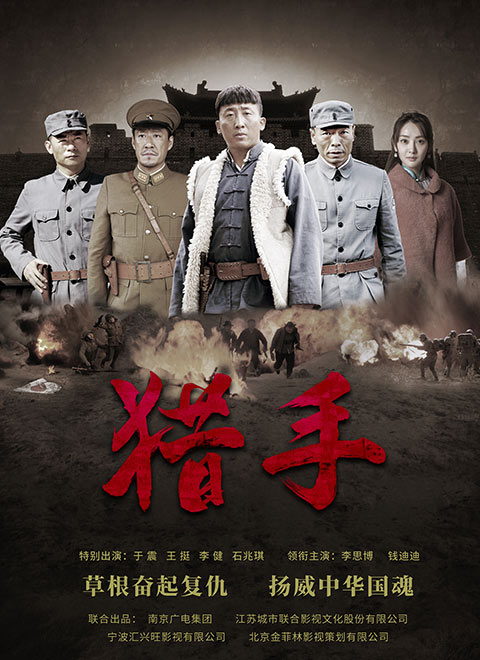 猎手
特别出演：于震 王挺 李健 石兆琪 领衔主演：李思博 钱迪迪
草根奋起复仇 扬威中华国魂
联合出品： 南京广电集团 江苏城市联合影视文化股份有限公司
宁波汇兴旺影视有限公司 北京金菲林影视策划有限公司